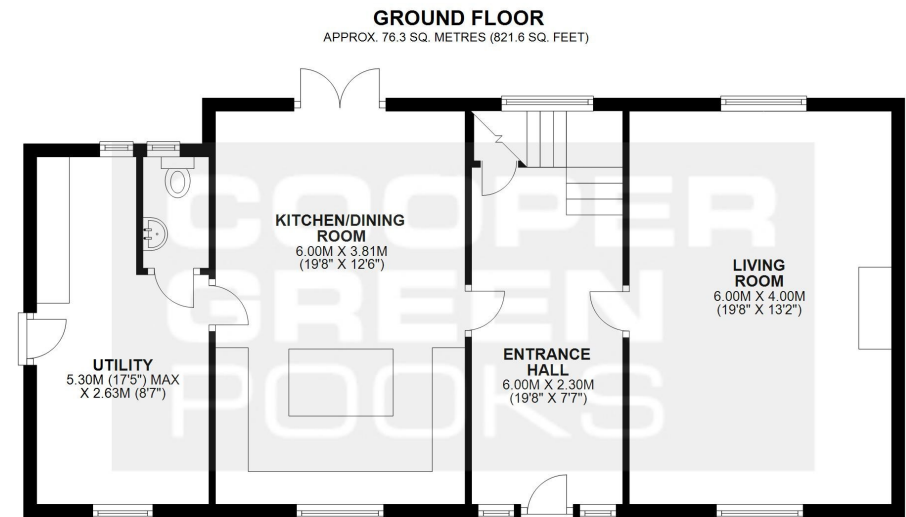 GROUND FLOOR
APPROX. 76.3 SQ. METRES (821.6 SQ. FEET)
COOPER
GREEN
POOKS
KITCHEN/DINING
ROOM
6.00M X 3.81M
(19'8" X 12'6")
LIVING
ROOM
6.00M X 4.00M
(19'8" X 13'2")
ENTRANCE
HALL
6.00M X 2.30M
(19'8" X 7'7")
UTILITY
5.30M (17'5") MAX
X 2.63M (8'7")